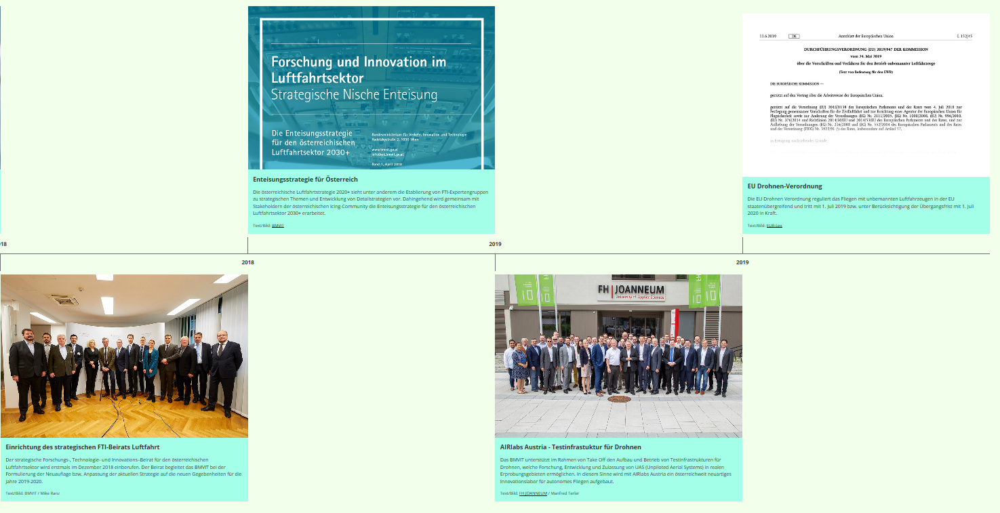 Forschung und Innovation im
Luftfahrtsektor
Strategische Nische Enteisung
Die Enteisungsstrategie
für den österreichischen
Luftfahrtsektor 2030+
Bundesministerium für Verkehr, Innovation und Technologie
Radetzkystraße 2, 1030 Wien
www.bmvit.gv.at
infothek.bmvit.gv.at
Band 1, April 2018
Enteisungsstrategie für Österreich
Die österreichische Luftfahrtstrategie 2020+ sieht unter anderem die Etablierung von FTI-Expertengruppen
zu strategischen Themen und Entwicklung von Detailstrategien vor. Dahingehend wird gemeinsam mit
Stakeholdern der österreichischen Icing-Community die Enteisungsstrategie für den österreichischen
Luftfahrtsektor 2030+ erarbeitet.
Text/Bild: BMVIT
11.6.2019 DE Amtsblatt der Europäischen Union L 152/45
DURCHFÜHRUNGSVERORDNUNG (EU) 2019/947 DER KOMMISSION
vom 24. Mai 2019
über die Vorschriften und Verfahren für den Betrieb unbemannter Luftfahrzeuge
(Text von Bedeutung für den EWR)
DIE EUROPÄISCHE KOMMISSION —
gestützt auf den Vertrag über die Arbeitsweise der Europäischen Union,
gestützt auf die Verordnung (EU) 2018/1139 des Europäischen Parlaments und des Rates vom 4. Juli 2018 zur
Festlegung gemeinsamer Vorschriften für die Zivilluftfahrt und zur Errichtung einer Agentur der Europäischen Union für
Flugsicherheit sowie zur Änderung der Verordnungen (EG) Nr. 2111/2005, (EG) Nr. 1008/2008, (EU) Nr. 996/2010,
(EU) Nr. 376/2014 und Richtlinien 2014/30/EU und 2014/53/EU des Europäischen Parlaments und des Rates, und zur
Aufhebung der Verordnungen (EG) Nr. 552/2004 und (EG) Nr. 216/2008 des Europäischen Parlaments und des Rates
und der Verordnung (EWG) Nr. 3922/91 (¹) des Rates, insbesondere auf Artikel 57,
in Erwägung nachstehender Gründe,
EU Drohnen-Verordnung
Die EU Drohnen Verordnung reguliert das Fliegen mit unbemannten Luftfahrzeugen in der EU
staatenübergreifend und tritt mit 1. Juli 2019 bzw. unter Berücksichtigung der Übergangsfrist mit 1. Juli
2020 in Kraft.
Text/Bild: EUR-Lex
18
2019
2018
2019
Einrichtung des strategischen FTI-Beirats Luftfahrt
Der strategische Forschungs-, Technologie- und Innovations-Beirat für den österreichischen
Luftfahrtsektor wird erstmals im Dezember 2018 einberufen. Der Beirat begleitet das BMVIT bei der
Formulierung der Neuauflage bzw. Anpassung der aktuellen Strategie auf die neuen Gegebenheiten für die
Jahre 2019-2020.
Text/Bild: BMVIT / Mike Ranz
FH JOANNEUM
University of Applied Sciences
AIRlabs Austria - Testinfrastuktur für Drohnen
Das BMVIT unterstützt im Rahmen von Take Off den Aufbau und Betrieb von Testinfrastrukturen für
Drohnen, welche Forschung, Entwicklung und Zulassung von UAS (Unpiloted Aerial Systems) in realen
Erprobungsgebieten ermöglichen. In diesem Sinne wird mit AIRlabs Austria ein österreichweit neuartiges
Innovationslabor für autonomes Fliegen aufgebaut.
Text/Bild: FH JOANNEUM / Manfred Terler